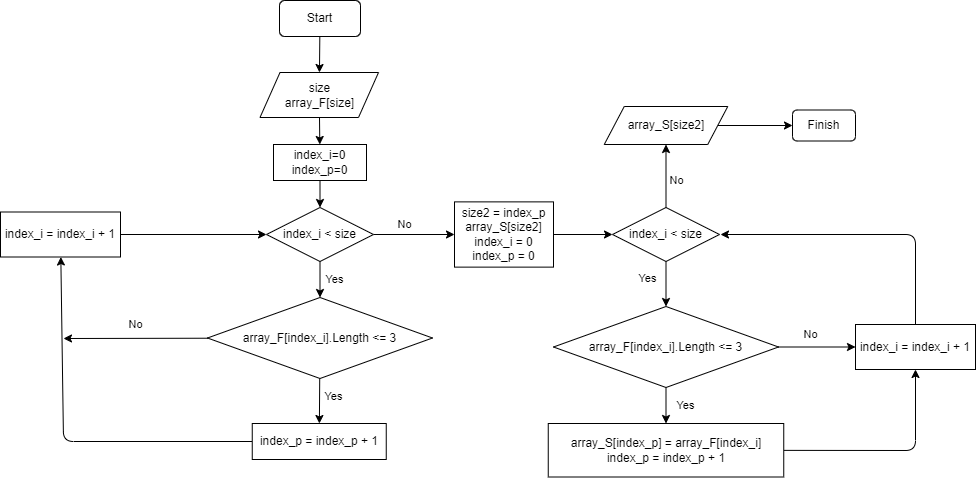 Start
size
array_F[size]
index_i=0
index_p=0
index_i = index_i + 1
index_i < size
No
Yes
array_F[index_i].Length <= 3
No
Yes
index_p = index_p + 1
size2 = index_p
array_S[size2]
index_i = 0
index_p = 0
index_i < size
No
array_S[size2]
Finish
Yes
array_F[index_i].Length <= 3
No
index_i = index_i + 1
Yes
array_S[index_p] = array_F[index_i]
index_p = index_p + 1